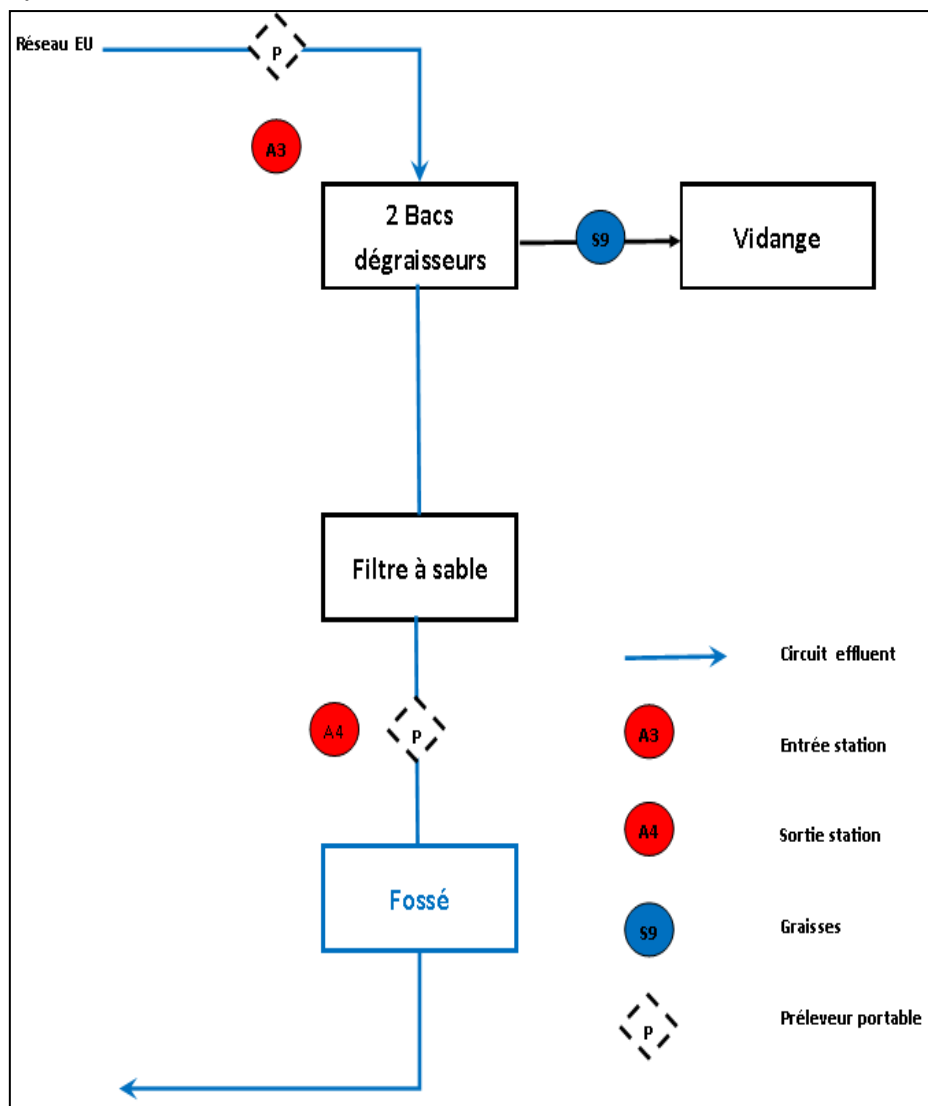 Réseau EU
P
A3
2 Bacs
dégraisseurs
S9
Vidange
Filtre à sable
A4
P
Fossé
Circuit effluent
A3
Entrée station
A4
Sortie station
S9
Graisses
P
Préleveur portable